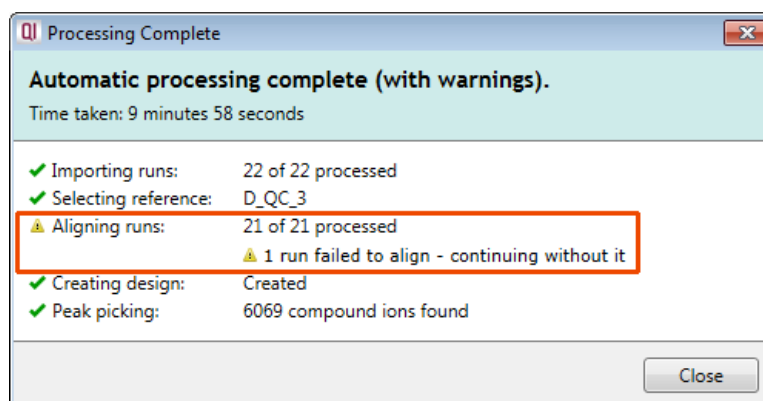 QI Processing Complete
Automatic processing complete (with warnings).
Time taken: 9 minutes 58 seconds
Importing runs: 22 of 22 processed
Selecting reference: D_QC_3
Aligning runs: 21 of 21 processed
1 run failed to align - continuing without it
Creating design: Created
Peak picking: 6069 compound ions found
Close